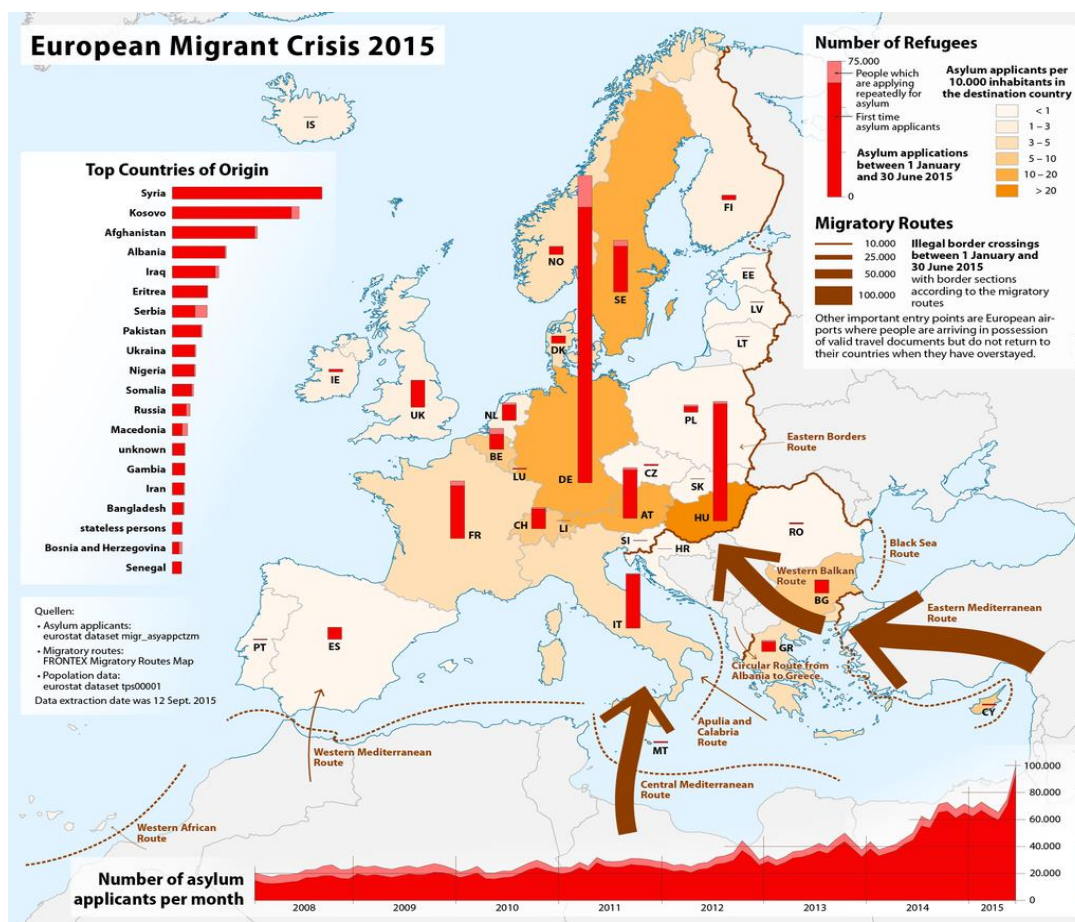 European Migrant Crisis 2015
Number of Refugees
75.000
People which
are applying
repeatedly for
asylum
First time
asylum applicants
Asylum applications
between 1 January
and 30 June 2015
0
Asylum applicants per
10.000 inhabitants in
the destination country
< 1
1 – 3
3 – 5
5 – 10
10 – 20
> 20
Migratory Routes
10.000
25.000
50.000
100.000
Illegal border crossings
between 1 January and
30 June 2015
with border sections
according to the migratory
routes
Other important entry points are European air-
ports where people are arriving in possession
of valid travel documents but do not return to
their countries when they have overstayed.
Top Countries of Origin
Syria
Kosovo
Afghanistan
Albania
Iraq
Eritrea
Serbia
Pakistan
Ukraina
Nigeria
Somalia
Russia
Macedonia
unknown
Gambia
Iran
Bangladesh
stateless persons
Bosnia and Herzegovina
Senegal
Quellen:
• Asylum applicants:
eurostat dataset migr_asyappctzm
• Migratory routes:
FRONTEX Migratory Routes Map
• Population data:
eurostat dataset tps00001
Data extraction date was 12 Sept. 2015
IS
FI
NO
SE
EE
LV
LT
DK
IE
UK
NL
BE
LU
DE
PL
CZ
SK
AT
HU
FR
CH
LI
SI
HR
RO
BG
IT
GR
PT
ES
MT
CY
Eastern Borders
Route
Black Sea
Route
Western Balkan
Route
Eastern Mediterranean
Route
Circular Route from
Albania to Greece
Apulia and
Calabria
Route
Central Mediterranean
Route
Western Mediterranean
Route
Western African
Route
Number of asylum
applicants per month
100.000
80.000
60.000
40.000
20.000
0
2008
2009
2010
2011
2012
2013
2014
2015